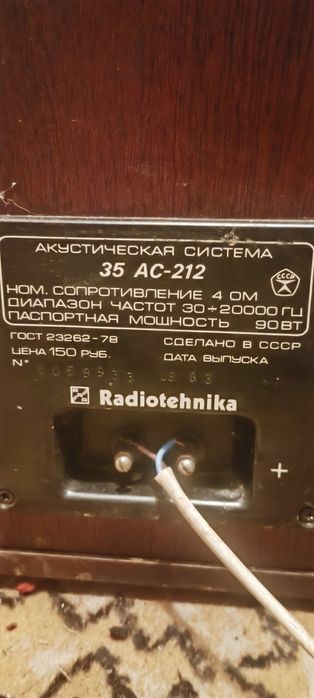 АКУСТИЧЕСКАЯ СИСТЕМА
35 АС-212
СССР
НОМ. СОПРОТИВЛЕНИЕ 4 ОМ
ДИАПАЗОН ЧАСТОТ 30÷20000 ГЦ
ПАСПОРТНАЯ МОЩНОСТЬ 90 ВТ
ГОСТ 23262-78 СДЕЛАНО В СССР
ЦЕНА 150 РУБ. ДАТА ВЫПУСКА
N°
Radiotehnika
+